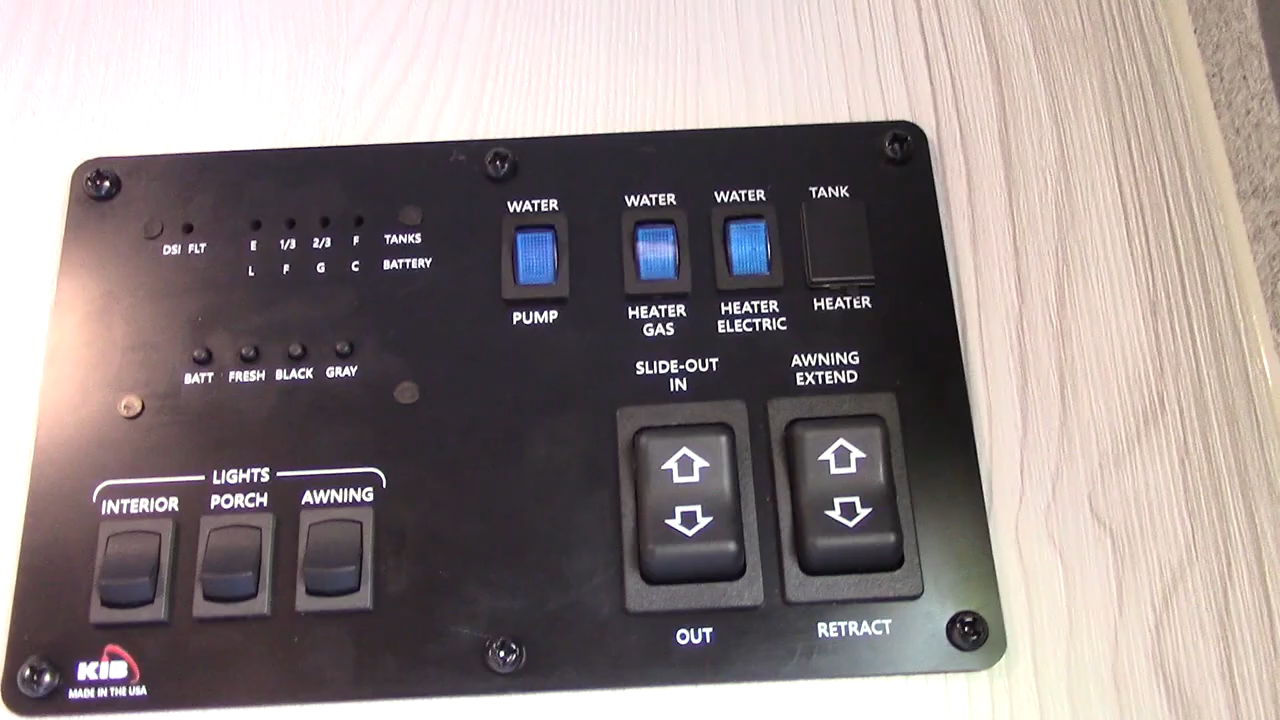 WATER
WATER
WATER
TANK
DSI FLT
E 1/3 2/3 F TANKS
L F G C BATTERY
PUMP
HEATER
GAS
HEATER
ELECTRIC
HEATER
BATT FRESH BLACK GRAY
SLIDE-OUT
IN
AWNING
EXTEND
LIGHTS
INTERIOR PORCH AWNING
OUT
RETRACT
KIB
MADE IN THE USA